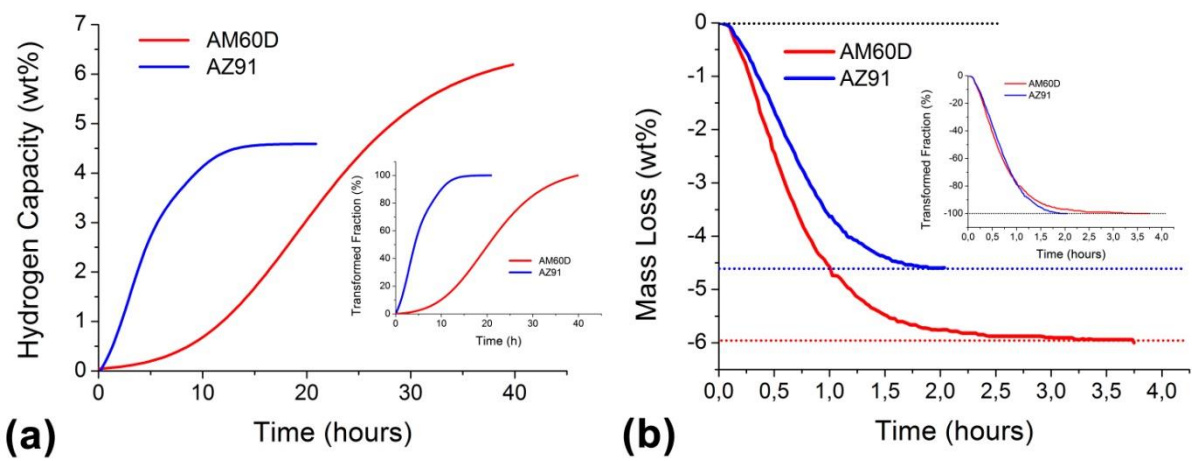 Hydrogen Capacity (wt%)
7
6
5
4
3
2
1
0
AM60D
AZ91
0 10 20 30 40
Time (hours)
Transformed Fraction (%)
100
80
60
40
20
0
AM60D
AZ91
0 10 20 30 40
Time (h)
(a)
Mass Loss (wt%)
0
-1
-2
-3
-4
-5
-6
AM60D
AZ91
0,0 0,5 1,0 1,5 2,0 2,5 3,0 3,5 4,0
Time (hours)
Transformed Fraction (%)
0
-20
-40
-60
-80
-100
AM60D
AZ91
0,0 0,5 1,0 1,5 2,0 2,5 3,0 3,5 4,0
Time (hours)
(b)